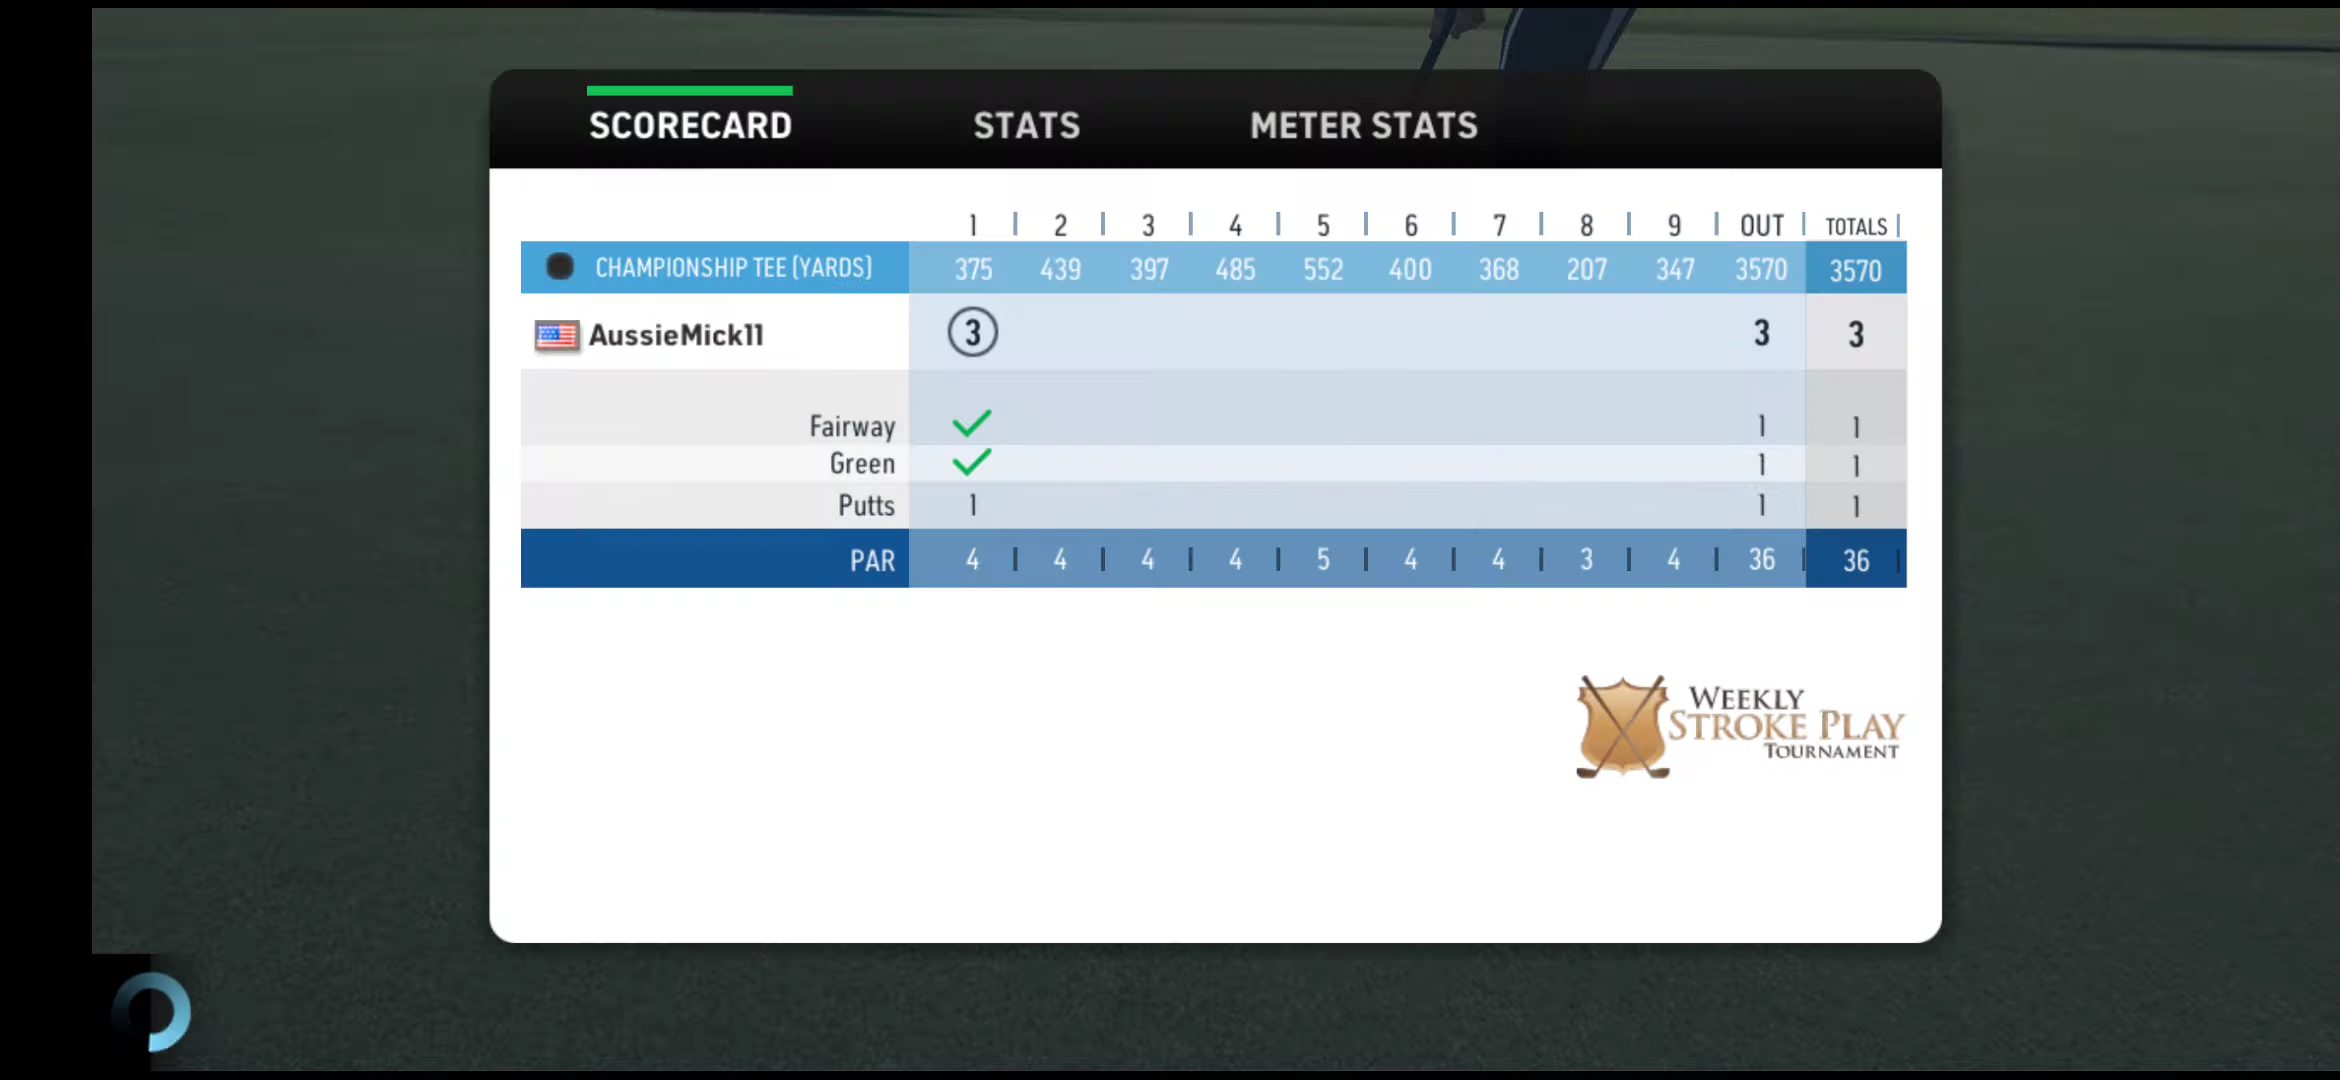 SCORECARD STATS METER STATS
1 | 2 | 3 | 4 | 5 | 6 | 7 | 8 | 9 | OUT | TOTALS |
CHAMPIONSHIP TEE (YARDS) 375 439 397 485 552 400 368 207 347 3570 3570
AussieMick11 3 3 3
Fairway 1 1
Green 1 1
Putts 1 1 1
PAR 4 | 4 | 4 | 4 | 5 | 4 | 4 | 3 | 4 | 36 | 36
WEEKLY
STROKE PLAY
TOURNAMENT